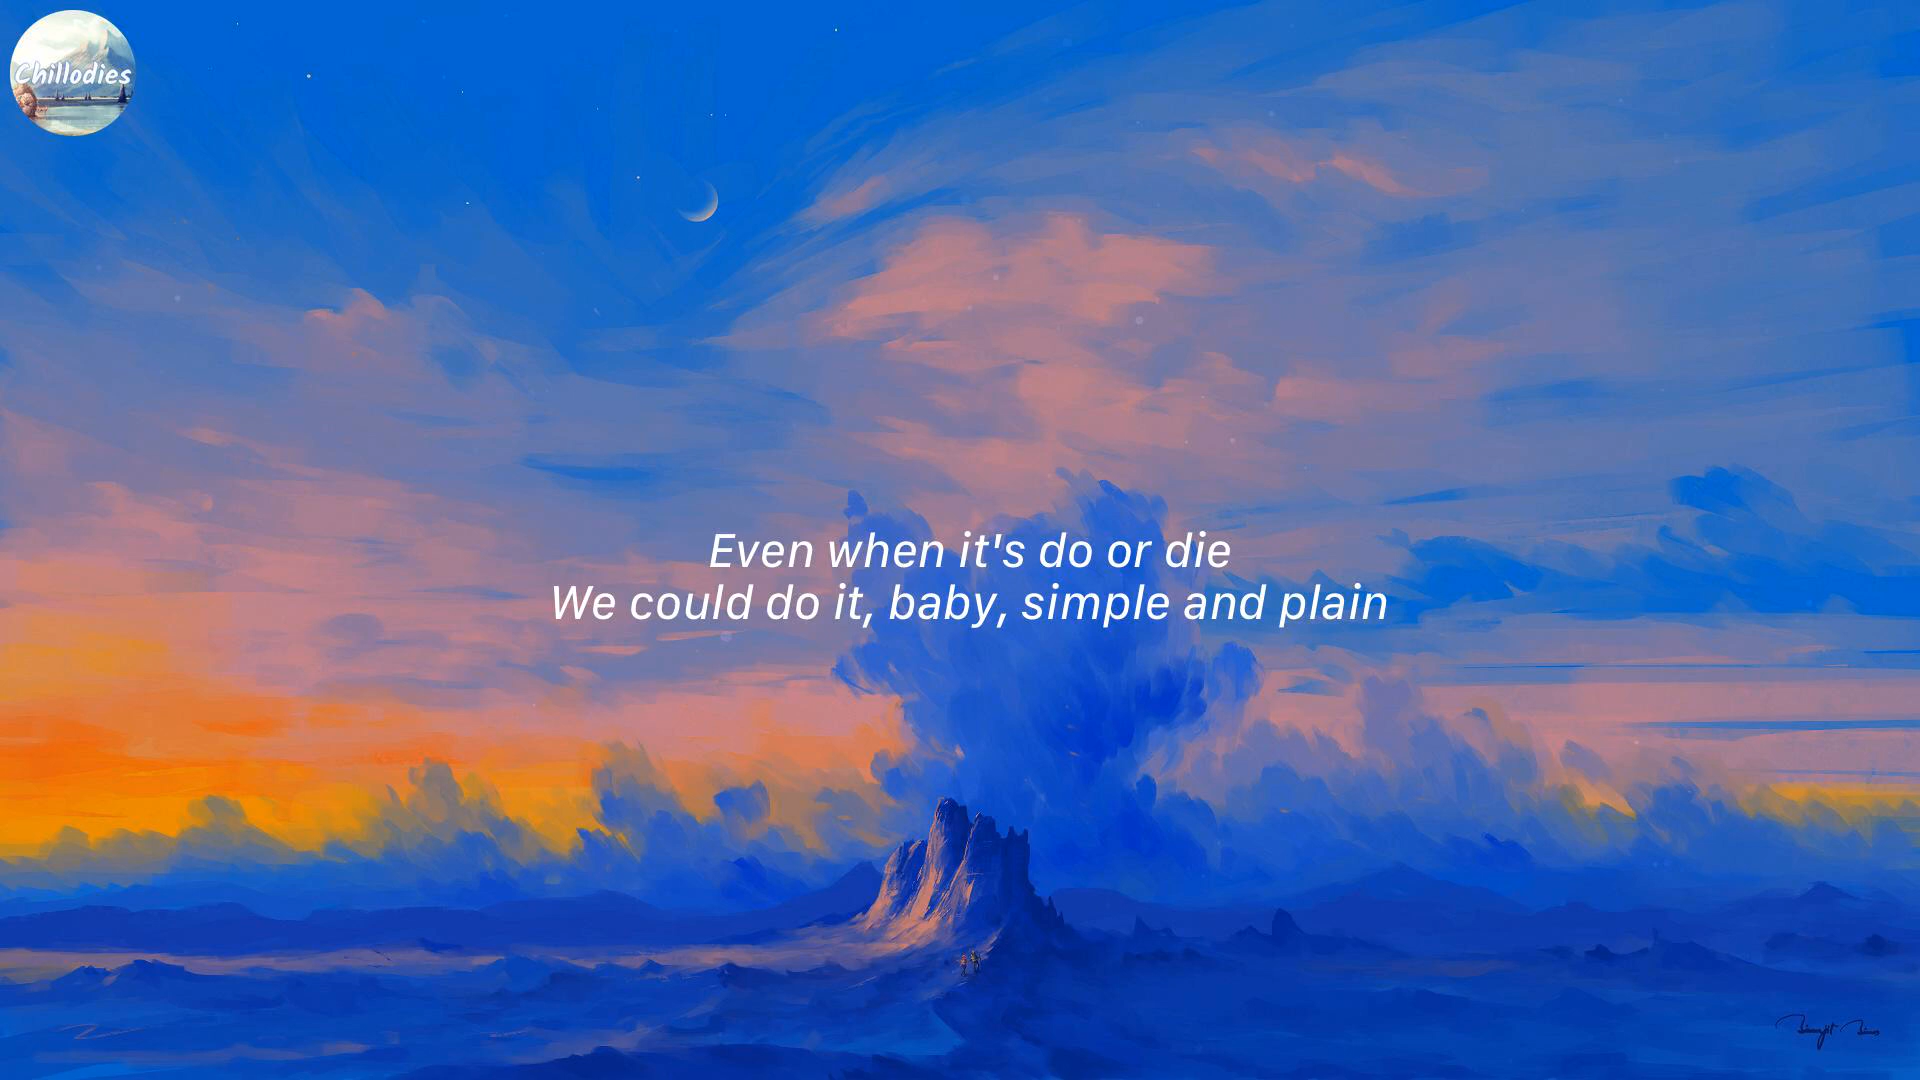 Chillodies
Even when it's do or die
We could do it, baby, simple and plain